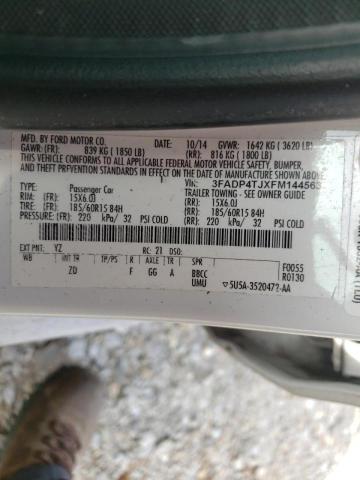 MFD. BY FORD MOTOR CO.
10/14 GVWR: 1642 KG ( 3620 LB)
GAWR: (FR): 839 KG ( 1850 LB) (RR): 816 KG ( 1800 LB)
THIS VEHICLE CONFORMS TO ALL APPLICABLE FEDERAL MOTOR VEHICLE SAFETY, BUMPER,
AND THEFT PREVENTION STANDARDS IN EFFECT ON THE DATE OF MANUFACTURE SHOWN ABOVE.
VIN: 3FADP4TJXFM144563
TYPE: Passenger Car TRAILER TOWING - SEE OWNER GUIDE
RIM: (FR): 15X6.0J (RR): 15X6.0J
TIRE: (FR): 185/60R15 84H (RR): 185/60R15 84H
PRESSURE: (FR): 220 kPa/ 32 PSI COLD (RR): 220 kPa/ 32 PSI COLD
EXT PNT: YZ RC: 21 DSO:
WB INT TR TP/PS R AXLE TR SPR F0055
ZD F GG A BBCC R0130
UMU 5U5A-3520472-AA